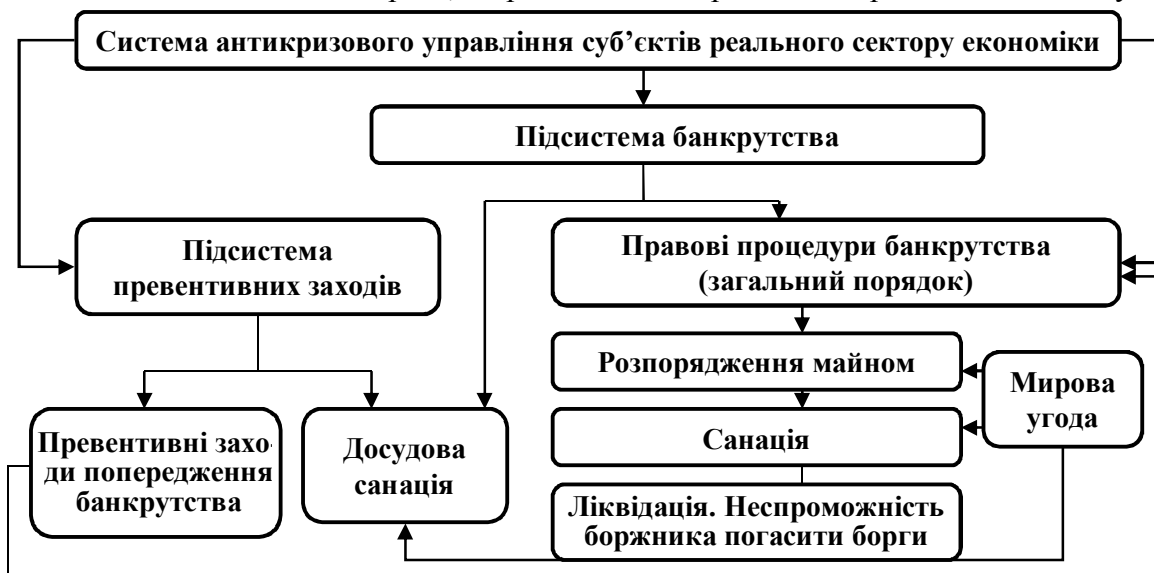 Система антикризового управління суб’єктів реального сектору економіки
Підсистема банкрутства
Підсистема
превентивних заходів
Правові процедури банкрутства
(загальний порядок)
Розпорядження майном
Мирова
угода
Превентивні захо-
ди попередження
банкрутства
Досудова
санація
Санація
Ліквідація. Неспроможність
боржника погасити борги